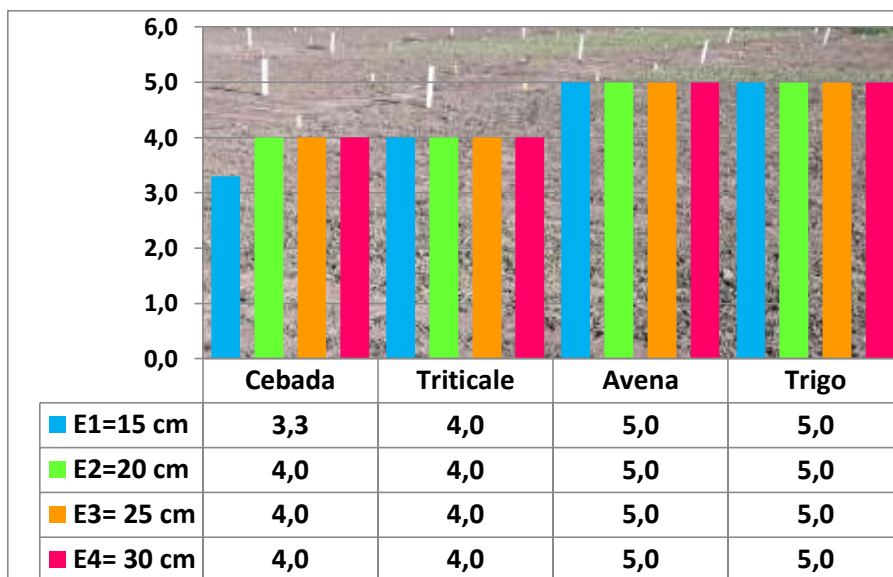 6,0
5,0
4,0
3,0
2,0
1,0
0,0
Cebada Triticale Avena Trigo
E1=15 cm 3,3 4,0 5,0 5,0
E2=20 cm 4,0 4,0 5,0 5,0
E3= 25 cm 4,0 4,0 5,0 5,0
E4= 30 cm 4,0 4,0 5,0 5,0